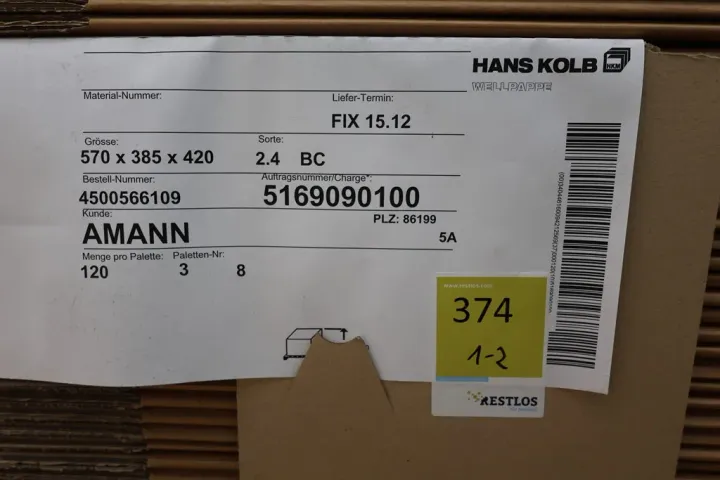 HANS KOLB
HKM
WELLPAPPE
Material-Nummer:
Liefer-Termin:
FIX 15.12
Grösse:
Sorte:
570 x 385 x 420
2.4 BC
Bestell-Nummer:
Auftragsnummer/Charge*:
4500566109
5169090100
Kunde:
PLZ: 86199
AMANN
5A
Menge pro Palette:
Paletten-Nr:
120
3
8
374
1-2
RESTLOS